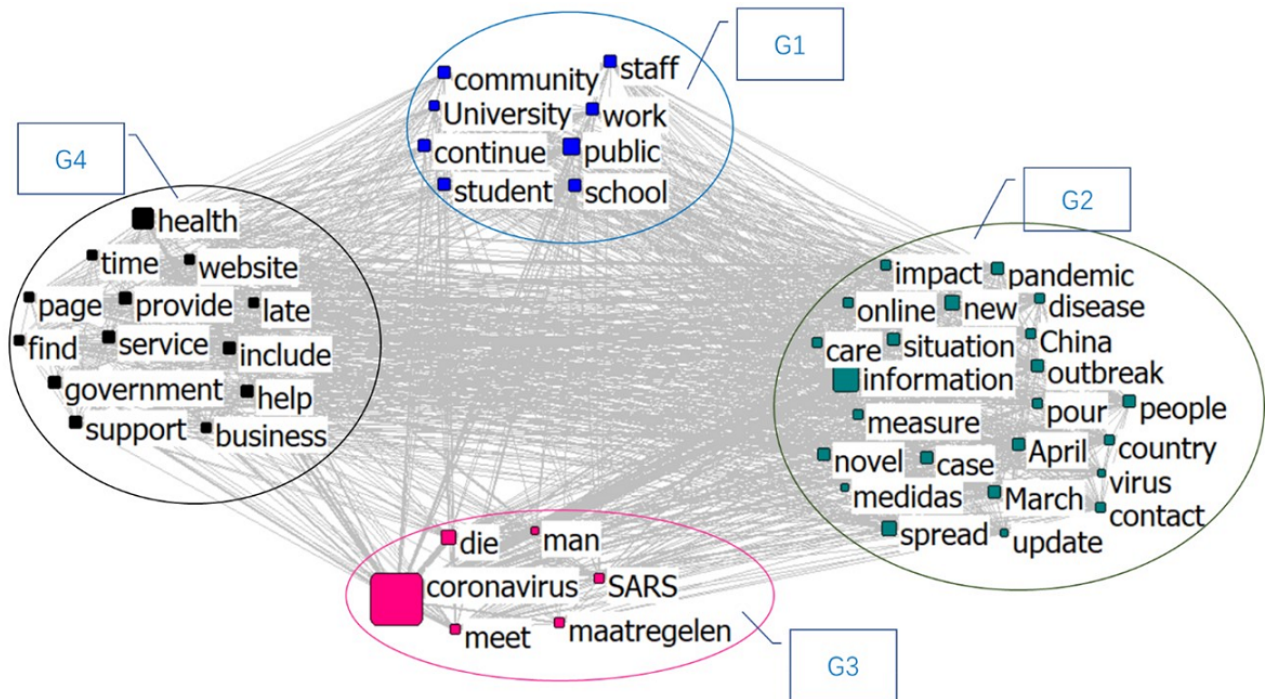 G1
community
staff
University
work
continue
public
student
school
G4
health
time
website
page
provide
late
find
service
include
government
help
support
business
G2
impact
pandemic
online
new
disease
care
situation
China
information
outbreak
measure
pour
people
novel
case
April
country
medidas
March
virus
contact
spread
update
die
man
coronavirus
SARS
meet
maatregelen
G3